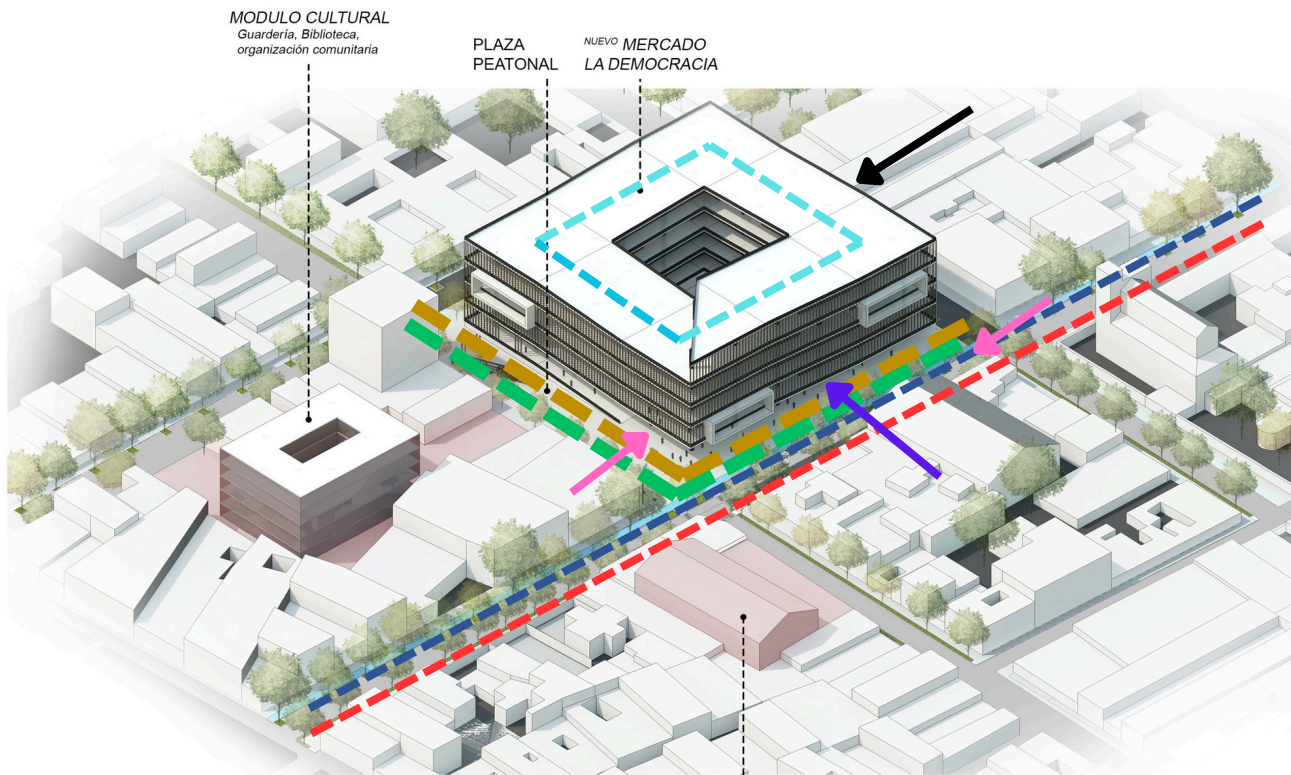 MODULO CULTURAL
Guardería, Biblioteca,
organización comunitaria
PLAZA
PEATONAL
NUEVO MERCADO
LA DEMOCRACIA